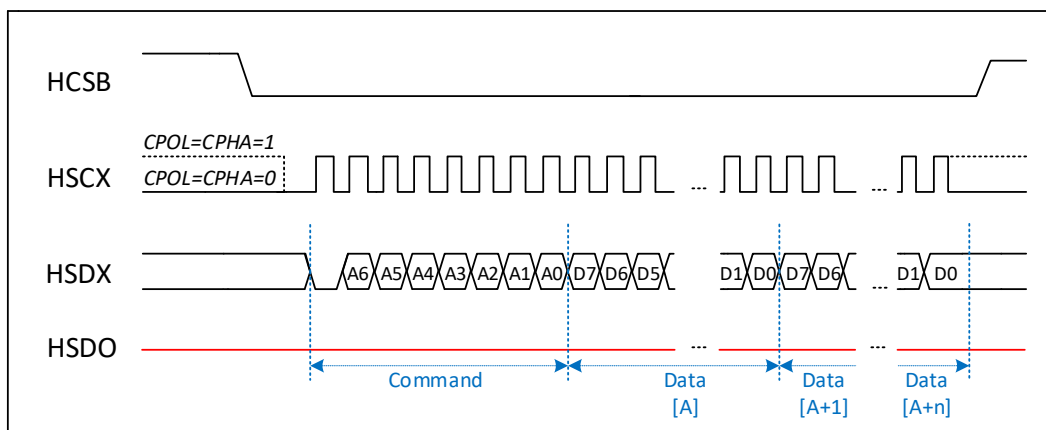 HCSB
CPOL=CPHA=1
HSCX
CPOL=CPHA=0
... ...
HSDX
A6 A5 A4 A3 A2 A1 A0 D7 D6 D5 ... D1 D0 D7 D6 ... D1 D0
HSDO
... ...
Command Data Data Data
[A] [A+1] [A+n]